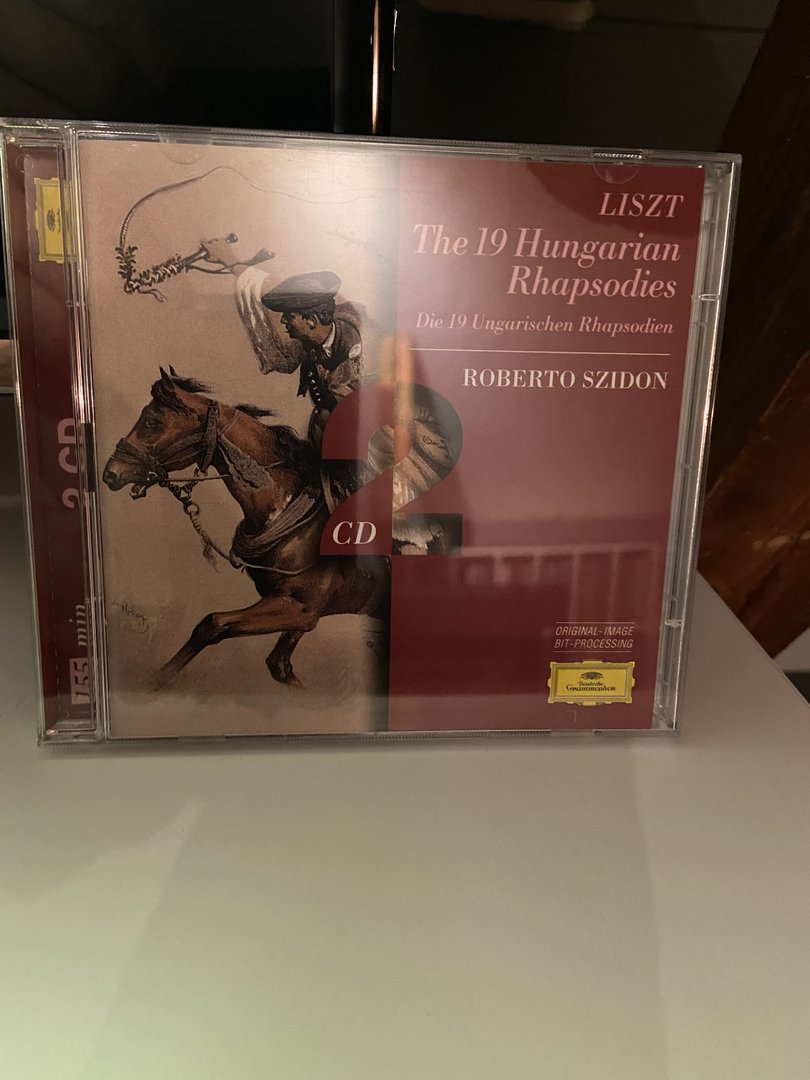 LISZT
The 19 Hungarian
Rhapsodies
Die 19 Ungarischen Rhapsodien
ROBERTO SZIDON
2
CD
ORIGINAL-IMAGE
BIT-PROCESSING
Deutsche
Grammophon
2 CD
155 min